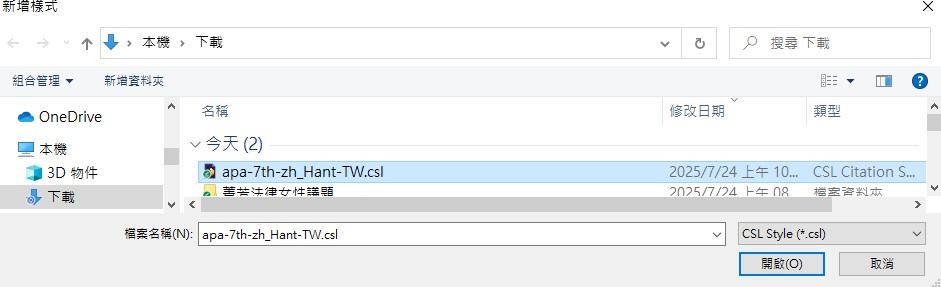 新增樣式
本機 › 下載
搜尋 下載
組合管理 新增資料夾
OneDrive
本機
3D 物件
下載
名稱 修改日期 類型
今天 (2)
apa-7th-zh_Hant-TW.csl 2025/7/24 上午 10... CSL Citation S...
2025/7/24 上午 08... 檔案資料夾
檔案名稱(N): apa-7th-zh_Hant-TW.csl CSL Style (*.csl)
開啟(O) 取消